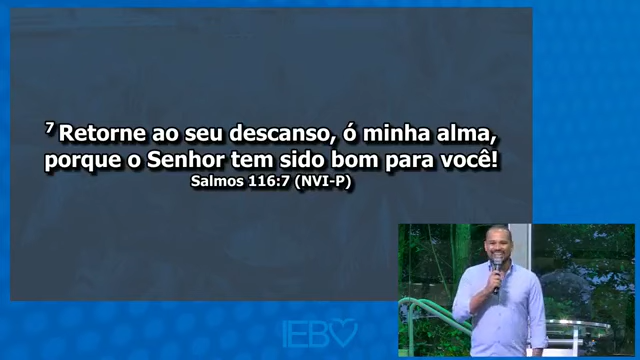 7 Retorne ao seu descanso, ó minha alma,
porque o Senhor tem sido bom para você!
Salmos 116:7 (NVI-P)
IEB